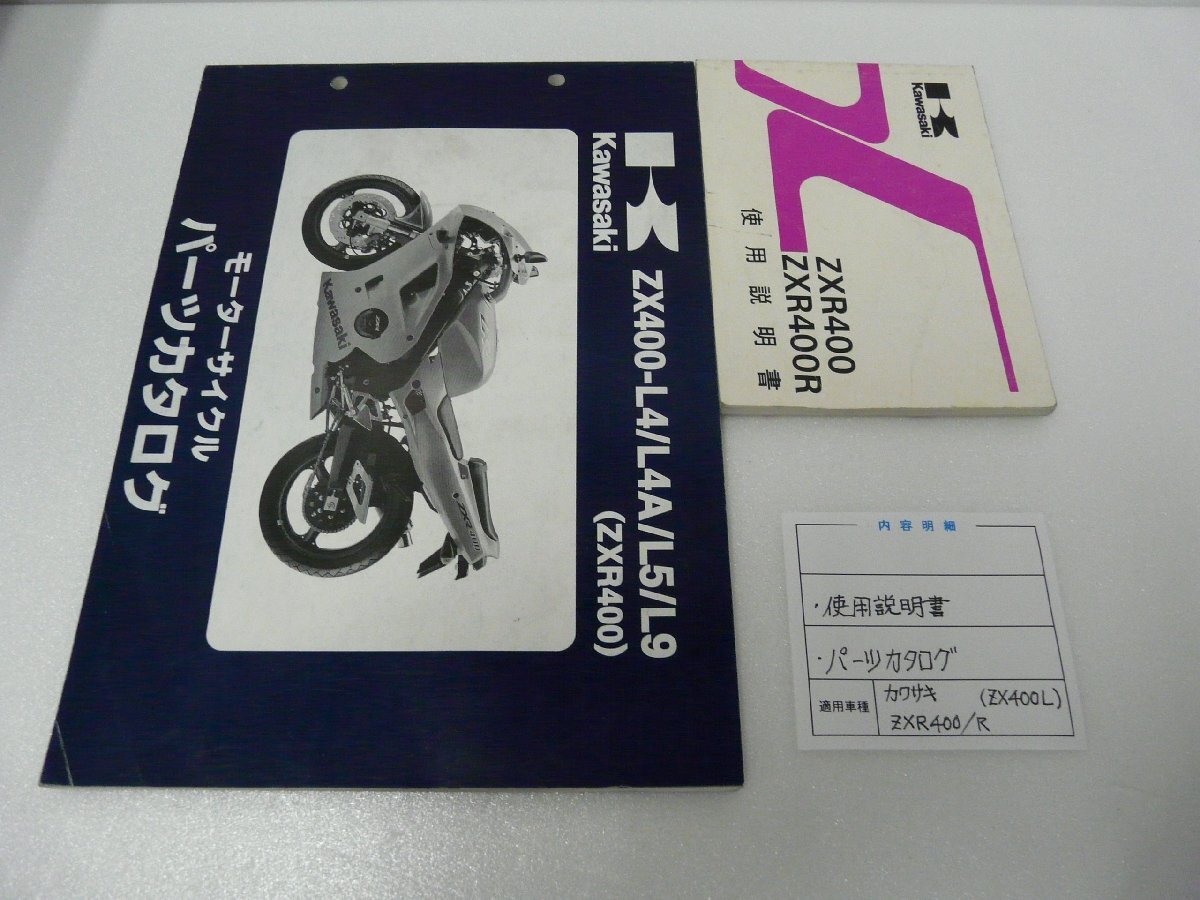 Kawasaki
ZX400-L4/L4A/L5/L9
(ZXR400)
Kawasaki
モーターサイクル
パーツカタログ
Kawasaki
ZXR400
ZXR400R
使用説明書
内容明細
・使用説明書
・パーツカタログ
適用車種
カワサキ (ZX400L)
ZXR400/R